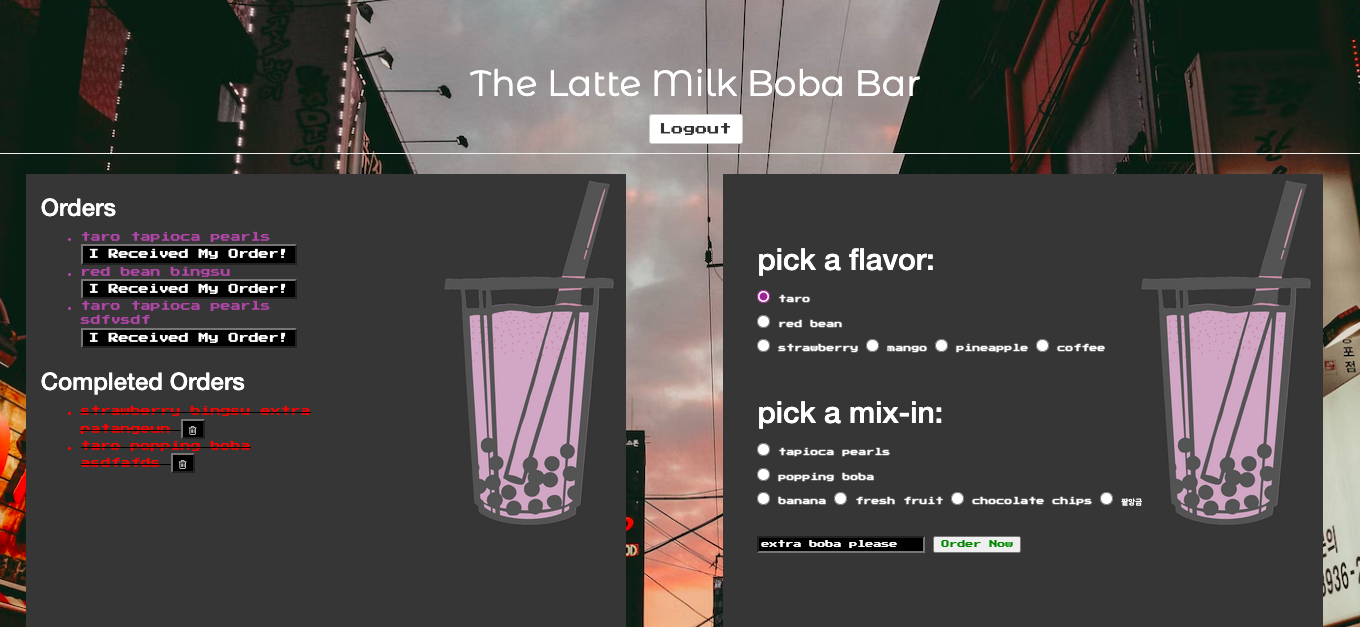 The Latte Milk Boba Bar
Logout
Orders
taro tapioca pearls
I Received My Order!
red bean bingsu
I Received My Order!
taro tapioca pearls
sdfvsdf
I Received My Order!
Completed Orders
strawberry bingsu extra
patangeun
taro popping boba
asdfafds
pick a flavor:
taro
red bean
strawberry mango pineapple coffee
pick a mix-in:
tapioca pearls
popping boba
banana fresh fruit chocolate chips 팥앙금
extra boba please Order Now
포
점